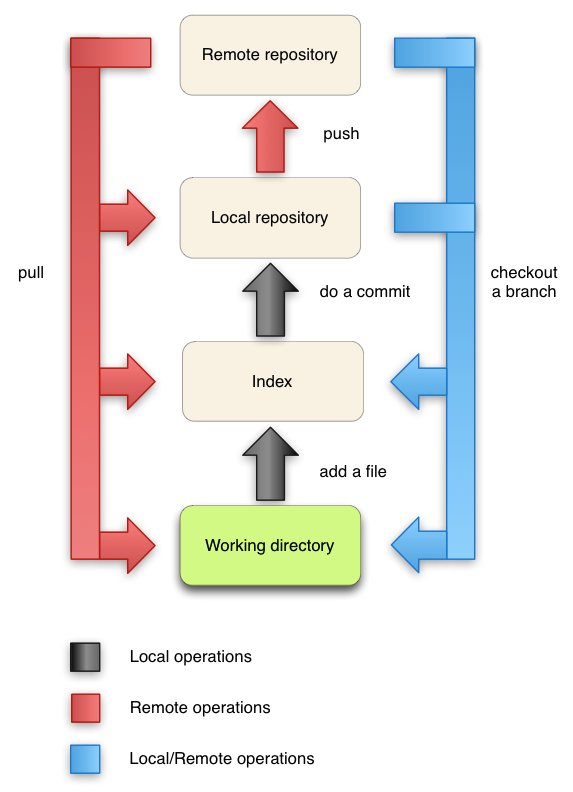 Remote repository
push
Local repository
pull
checkout
a branch
do a commit
Index
add a file
Working directory
Local operations
Remote operations
Local/Remote operations